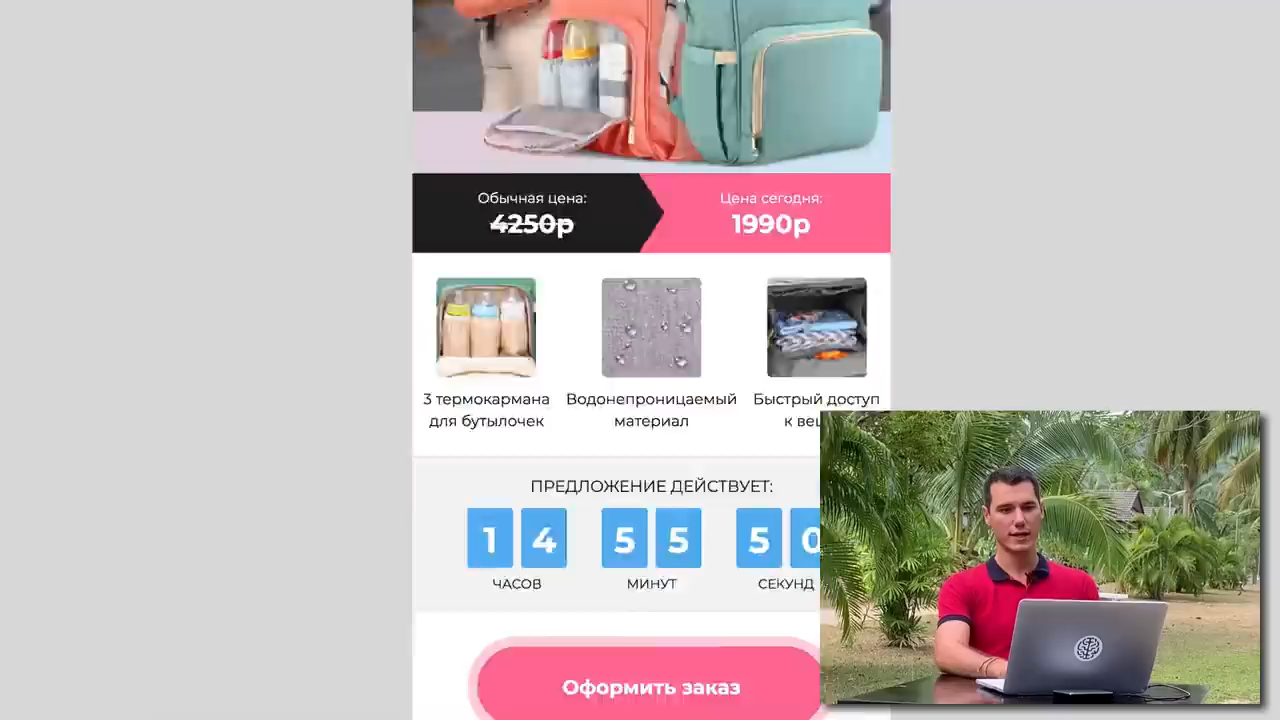 Обычная цена:
4250р
Цена сегодня:
1990р
3 термокармана
для бутылочек
Водонепроницаемый
материал
Быстрый доступ
к
ПРЕДЛОЖЕНИЕ ДЕЙСТВУЕТ:
1 4 5 5 5 0
ЧАСОВ МИНУТ СЕКУНД
Оформить заказ